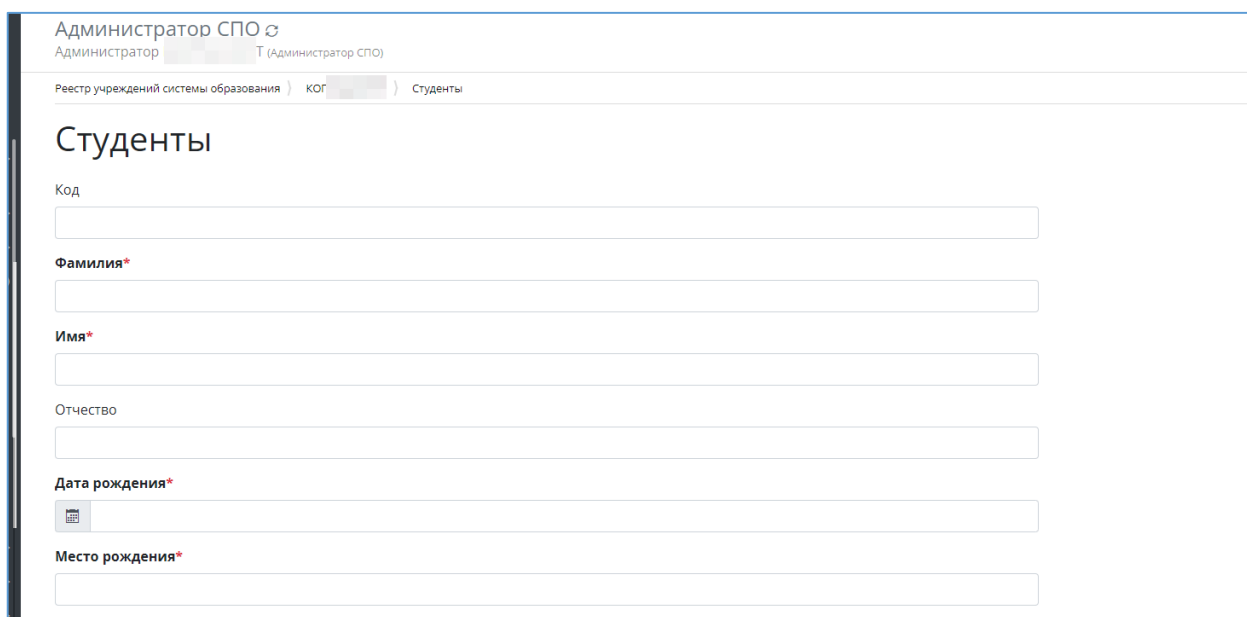 Администратор СПО
Администратор Т (Администратор СПО)
Реестр учреждений системы образования 〉 КОГ 〉 Студенты
Студенты
Код
Фамилия*
Имя*
Отчество
Дата рождения*
Место рождения*